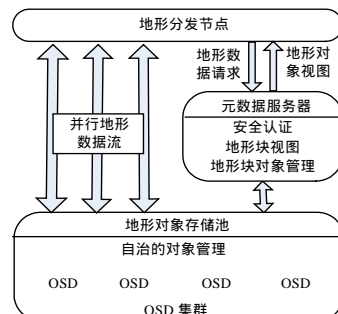 地形分发节点
地形数
据请求
地形对
象视图
并行地形
数据流
元数据服务器
安全认证
地形块视图
地形块对象管理
地形对象存储池
自治的对象管理
OSD OSD OSD OSD
OSD 集群